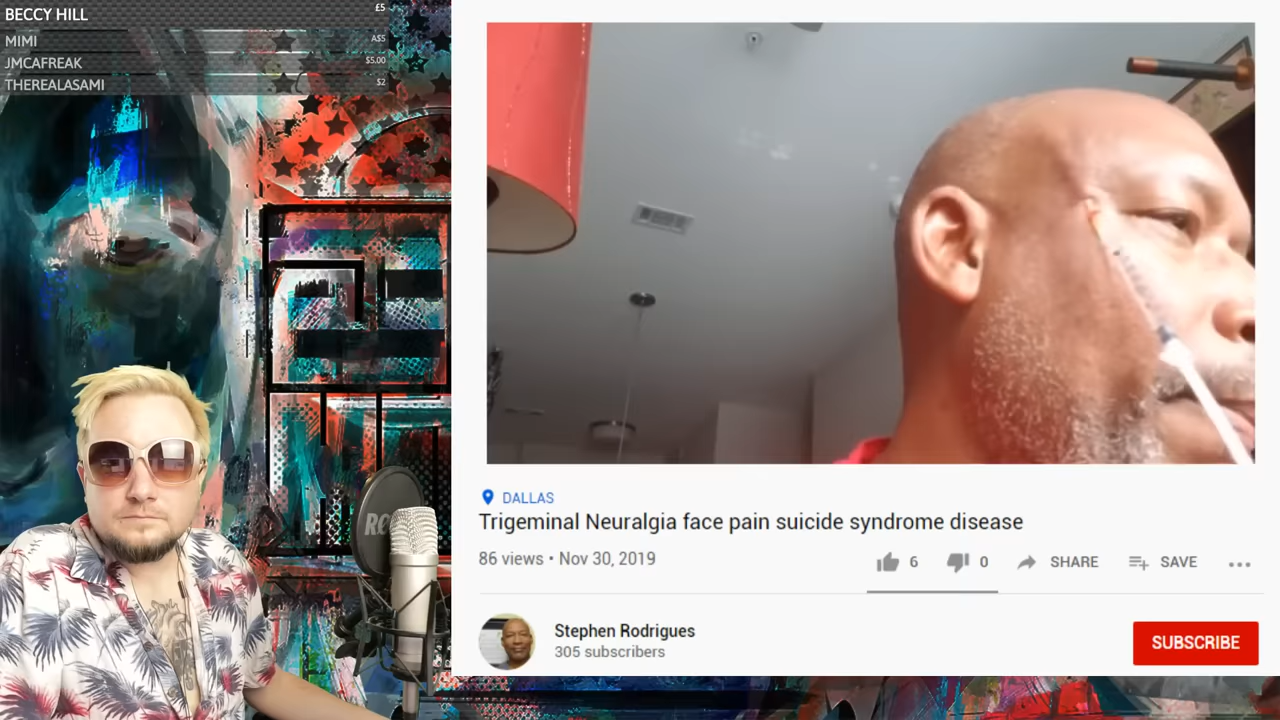 BECCY HILL £5
MIMI A$5
JMCAFREAK $5.00
THEREALASAMI $2
DALLAS
Trigeminal Neuralgia face pain suicide syndrome disease
86 views • Nov 30, 2019
6 0 SHARE SAVE
Stephen Rodrigues
305 subscribers
SUBSCRIBE